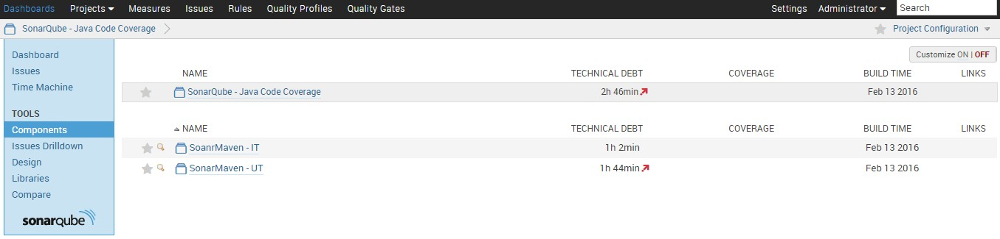 Dashboards Projects Measures Issues Rules Quality Profiles Quality Gates Settings Administrator Search
SonarQube - Java Code Coverage Project Configuration
Dashboard
Issues
Time Machine
TOOLS
Components
Issues Drilldown
Design
Libraries
Compare
sonarqube
Customize ON | OFF
NAME TECHNICAL DEBT COVERAGE BUILD TIME LINKS
SonarQube - Java Code Coverage 2h 46min Feb 13 2016
NAME TECHNICAL DEBT COVERAGE BUILD TIME LINKS
SoanrMaven - IT 1h 2min Feb 13 2016
SonarMaven - UT 1h 44min Feb 13 2016